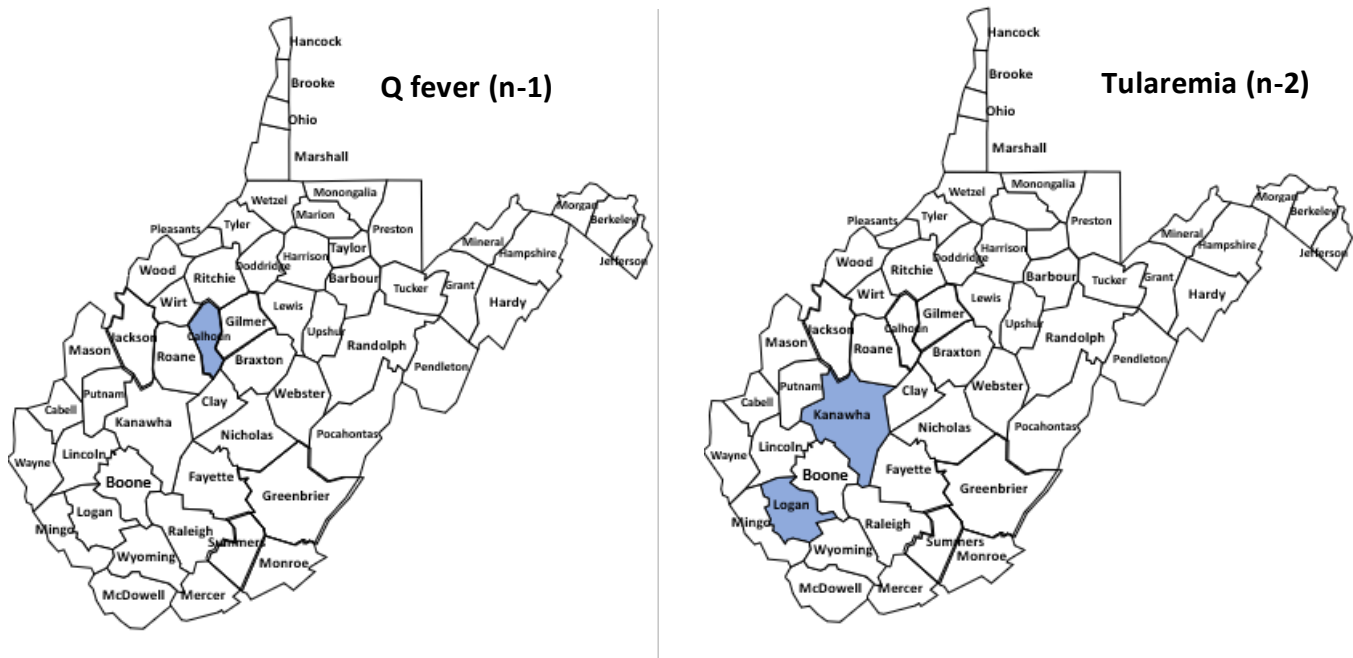 Q fever (n-1)
Hancock
Brooke
Ohio
Marshall
Wetzel
Monongalia
Marion
Preston
Tyler
Pleasants
Taylor
Harrison
Doddridge
Ritchie
Wood
Barbour
Tucker
Mineral
Hampshire
Morgan
Berkeley
Jefferson
Grant
Hardy
Wirt
Calhoun
Gilmer
Lewis
Upshur
Randolph
Pendleton
Jackson
Roane
Braxton
Mason
Putnam
Clay
Webster
Cabell
Kanawha
Nicholas
Pocahontas
Wayne
Lincoln
Boone
Fayette
Greenbrier
Logan
Mingo
Raleigh
Summers
Wyoming
Monroe
McDowell
Mercer
Tularemia (n-2)
Hancock
Brooke
Ohio
Marshall
Wetzel
Monongalia
Preston
Tyler
Pleasants
Harrison
Doddridge
Ritchie
Wood
Barbour
Tucker
Mineral
Hampshire
Morgan
Berkeley
Jefferson
Grant
Hardy
Wirt
Calhoun
Gilmer
Lewis
Upshur
Randolph
Pendleton
Jackson
Roane
Braxton
Mason
Putnam
Clay
Webster
Cabell
Kanawha
Nicholas
Pocahontas
Wayne
Lincoln
Boone
Fayette
Greenbrier
Logan
Mingo
Raleigh
Summers
Wyoming
Monroe
McDowell
Mercer